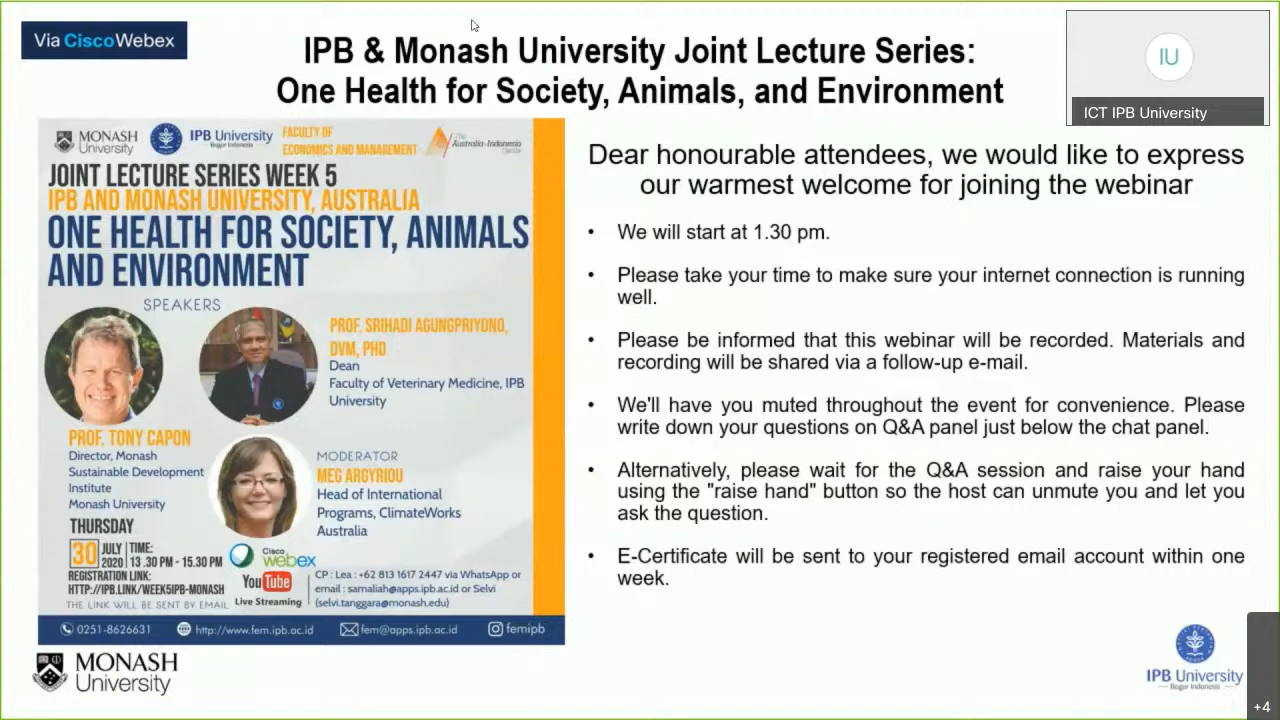 Via CiscoWebex
IPB & Monash University Joint Lecture Series:
One Health for Society, Animals, and Environment
IU
ICT IPB University
MONASH
University
IPB University
Bogor Indonesia
FACULTY OF
ECONOMICS AND MANAGEMENT
The
Australia-Indonesia
Centre
JOINT LECTURE SERIES WEEK 5
IPB AND MONASH UNIVERSITY, AUSTRALIA
ONE HEALTH FOR SOCIETY, ANIMALS
AND ENVIRONMENT
SPEAKERS
PROF. SRIHADI AGUNGPRIYONO,
DVM, PHD
Dean
Faculty of Veterinary Medicine, IPB
University
PROF. TONY CAPON
Director, Monash
Sustainable Development
Institute
Monash University
MODERATOR
MEG ARGYRIOU
Head of International
Programs, ClimateWorks
Australia
THURSDAY
30 JULY 2020 | TIME: 13 .30 PM - 15.30 PM
REGISTRATION LINK:
HTTP://IPB.LINK/WEEK5IPB-MONASH
THE LINK WILL BE SENT BY EMAIL
Cisco
webex
YouTube
Live Streaming
CP : Lea : +62 813 1617 2447 via WhatsApp or
email : samaliah@apps.ipb.ac.id or Selvi
(selvi.tanggara@monash.edu)
0251-8626631
http://www.fem.ipb.ac.id
fem@apps.ipb.ac.id
femipb
Dear honourable attendees, we would like to express
our warmest welcome for joining the webinar
• We will start at 1.30 pm.
• Please take your time to make sure your internet connection is running
well.
• Please be informed that this webinar will be recorded. Materials and
recording will be shared via a follow-up e-mail.
• We'll have you muted throughout the event for convenience. Please
write down your questions on Q&A panel just below the chat panel.
• Alternatively, please wait for the Q&A session and raise your hand
using the "raise hand" button so the host can unmute you and let you
ask the question.
• E-Certificate will be sent to your registered email account within one
week.
MONASH
University
IPB University
Bogor Indonesia
+4